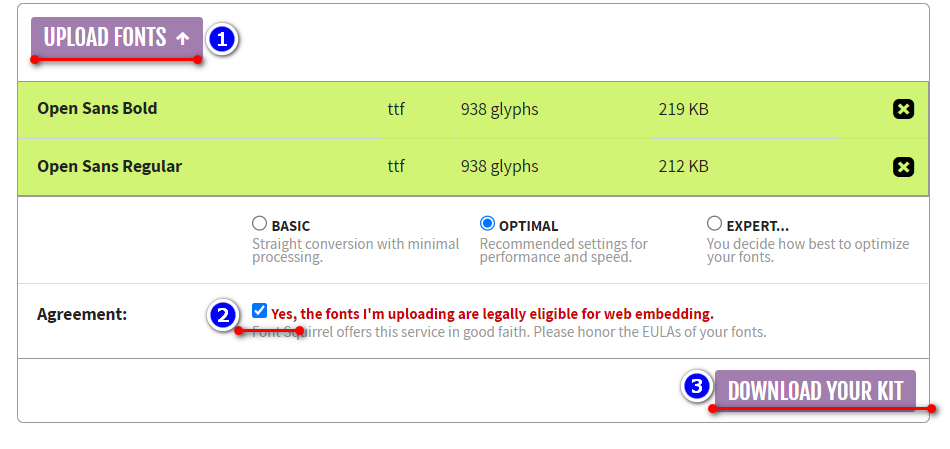 UPLOAD FONTS ↑ 1
Open Sans Bold ttf 938 glyphs 219 KB
Open Sans Regular ttf 938 glyphs 212 KB
BASIC OPTIMAL EXPERT...
Straight conversion with minimal Recommended settings for You decide how best to optimize
processing. performance and speed. your fonts.
Agreement: 2 Yes, the fonts I'm uploading are legally eligible for web embedding.
Font Squirrel offers this service in good faith. Please honor the EULAs of your fonts.
3 DOWNLOAD YOUR KIT